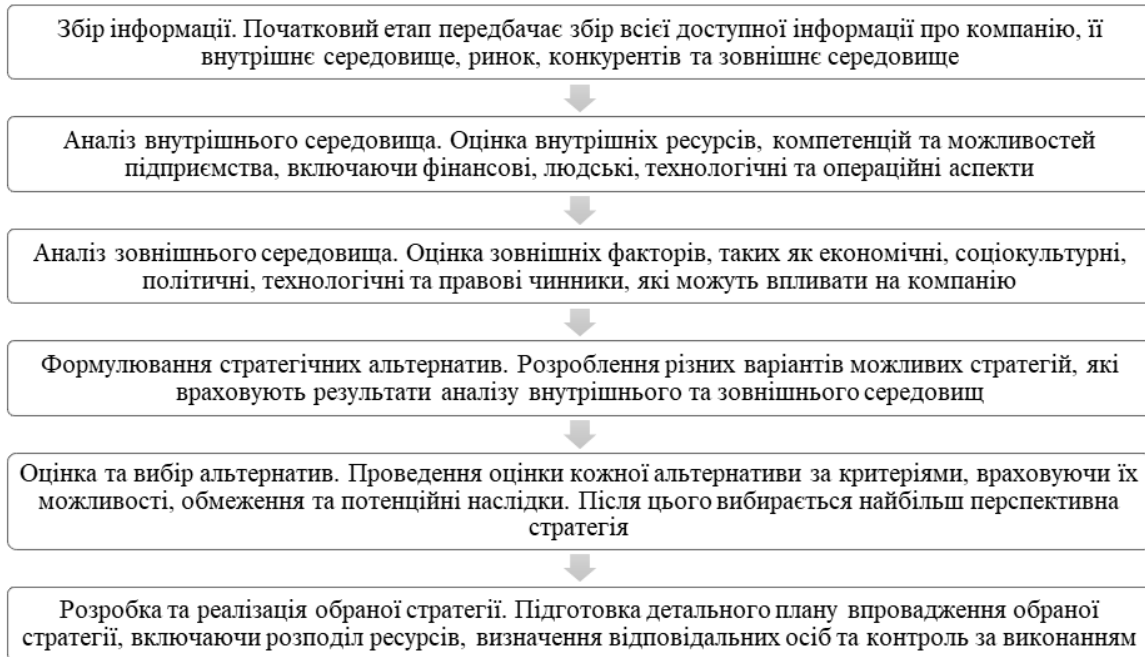 Збір інформації. Початковий етап передбачає збір всієї доступної інформації про компанію, її
внутрішнє середовище, ринок, конкурентів та зовнішнє середовище
Аналіз внутрішнього середовища. Оцінка внутрішніх ресурсів, компетенцій та можливостей
підприємства, включаючи фінансові, людські, технологічні та операційні аспекти
Аналіз зовнішнього середовища. Оцінка зовнішніх факторів, таких як економічні, соціокультурні,
політичні, технологічні та правові чинники, які можуть впливати на компанію
Формулювання стратегічних альтернатив. Розроблення різних варіантів можливих стратегій, які
враховують результати аналізу внутрішнього та зовнішнього середовищ
Оцінка та вибір альтернатив. Проведення оцінки кожної альтернативи за критеріями, враховуючи їх
можливості, обмеження та потенційні наслідки. Після цього вибирається найбільш перспективна
стратегія
Розробка та реалізація обраної стратегії. Підготовка детального плану впровадження обраної
стратегії, включаючи розподіл ресурсів, визначення відповідальних осіб та контроль за виконанням